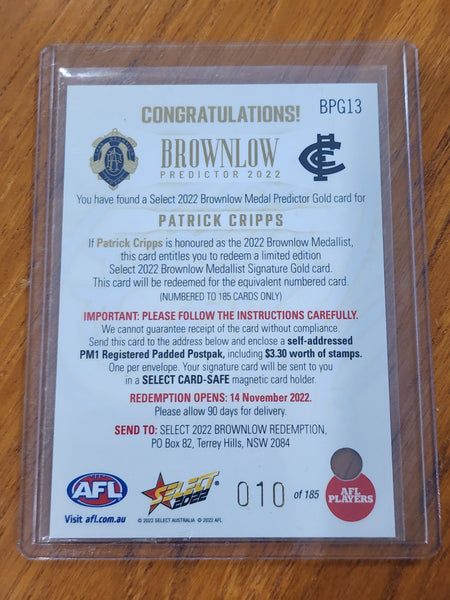 CONGRATULATIONS!
BPG13
BROWNLOW
PREDICTOR 2022
You have found a Select 2022 Brownlow Medal Predictor Gold card for
PATRICK CRIPPS
If Patrick Cripps is honoured as the 2022 Brownlow Medallist,
this card entitles you to redeem a limited edition
Select 2022 Brownlow Medallist Signature Gold card.
This card will be redeemed for the equivalent numbered card.
(NUMBERED TO 185 CARDS ONLY)
IMPORTANT: PLEASE FOLLOW THE INSTRUCTIONS CAREFULLY.
We cannot guarantee receipt of the card without compliance.
Send this card to the address below and enclose a self-addressed
PM1 Registered Padded Postpak, including $3.30 worth of stamps.
One per envelope. Your signature card will be sent to you
in a SELECT CARD-SAFE magnetic card holder.
REDEMPTION OPENS: 14 November 2022.
Please allow 90 days for delivery.
SEND TO: SELECT 2022 BROWNLOW REDEMPTION,
PO Box 82, Terrey Hills, NSW 2084
AFL
SELECT
2022
010 of 185
AFL
PLAYERS
Visit afl.com.au
© 2022 SELECT AUSTRALIA © 2022 AFL